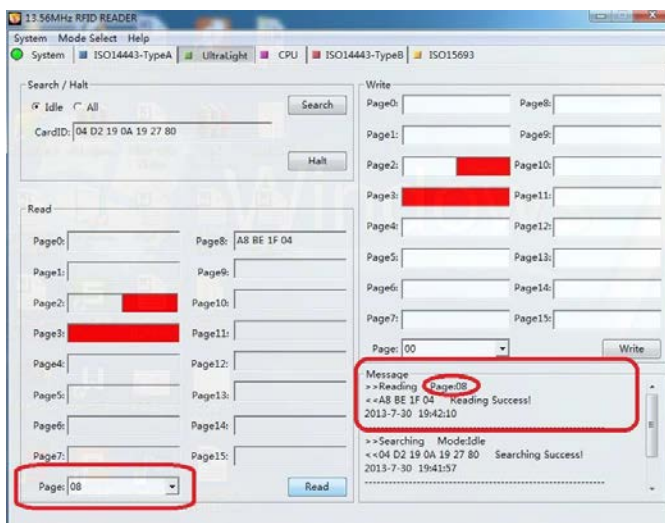 13.56MHz RFID READER
System Mode Select Help
System ISO14443-TypeA UltraLight CPU ISO14443-TypeB ISO15693
Search / Halt
Idle All Search
CardID: 04 D2 19 0A 19 27 80
Halt
Read
Page0: Page8: A8 BE 1F 04
Page1: Page9:
Page2: Page10:
Page3: Page11:
Page4: Page12:
Page5: Page13:
Page6: Page14:
Page7: Page15:
Page: 08 Read
Write
Page0: Page8:
Page1: Page9:
Page2: Page10:
Page3: Page11:
Page4: Page12:
Page5: Page13:
Page6: Page14:
Page7: Page15:
Page: 00 Write
Message
>>Reading Page:08
<<A8 BE 1F 04 Reading Success!
2013-7-30 19:42:10
>>Searching Mode:Idle
<<04 D2 19 0A 19 27 80 Searching Success!
2013-7-30 19:41:57